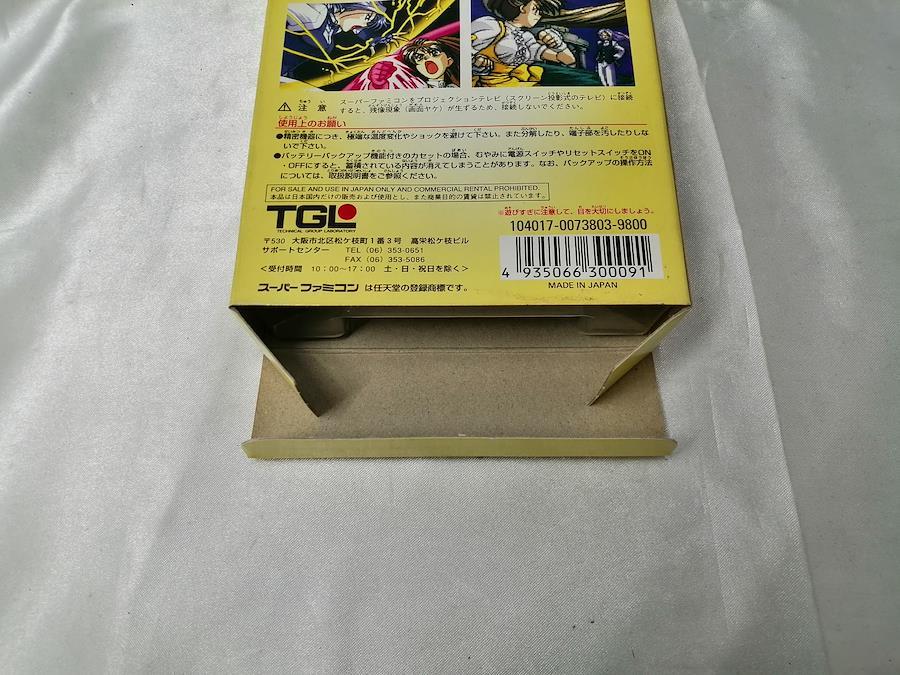 ⚠ 注意 スーパーファミコンをプロジェクションテレビ(スクリーン投影式のテレビ)に接続
すると、残像現象(画面ヤケ)が生ずるため、接続しないでください。
使用上のお願い
●精密機器につき、極端な温度変化やショックを避けて下さい。また分解したり、端子部を汚したりしな
いで下さい。
●バッテリーバックアップ機能付きのカセットの場合、むやみに電源スイッチやリセットスイッチをON
・OFFにすると、蓄積されている内容が消えてしまうことがあります。なお、バックアップの操作方法
については、取扱説明書をご参照ください。
FOR SALE AND USE IN JAPAN ONLY AND COMMERCIAL RENTAL PROHIBITED.
本品は日本国内だけの販売および使用とし、また商業目的の賃貸は禁止されています。
TGL
TECHNICAL GROUP LABORATORY
※遊びすぎに注意して、目を大切にしましょう。
104017-0073803-9800
〒530 大阪市北区松ケ枝町1番3号 高栄松ケ枝ビル
サポートセンター TEL (06) 353-0651
FAX (06) 353-5086
<受付時間 10:00〜17:00 土・日・祝日を除く>
4 935066 300091
MADE IN JAPAN
スーパーファミコン は任天堂の登録商標です。